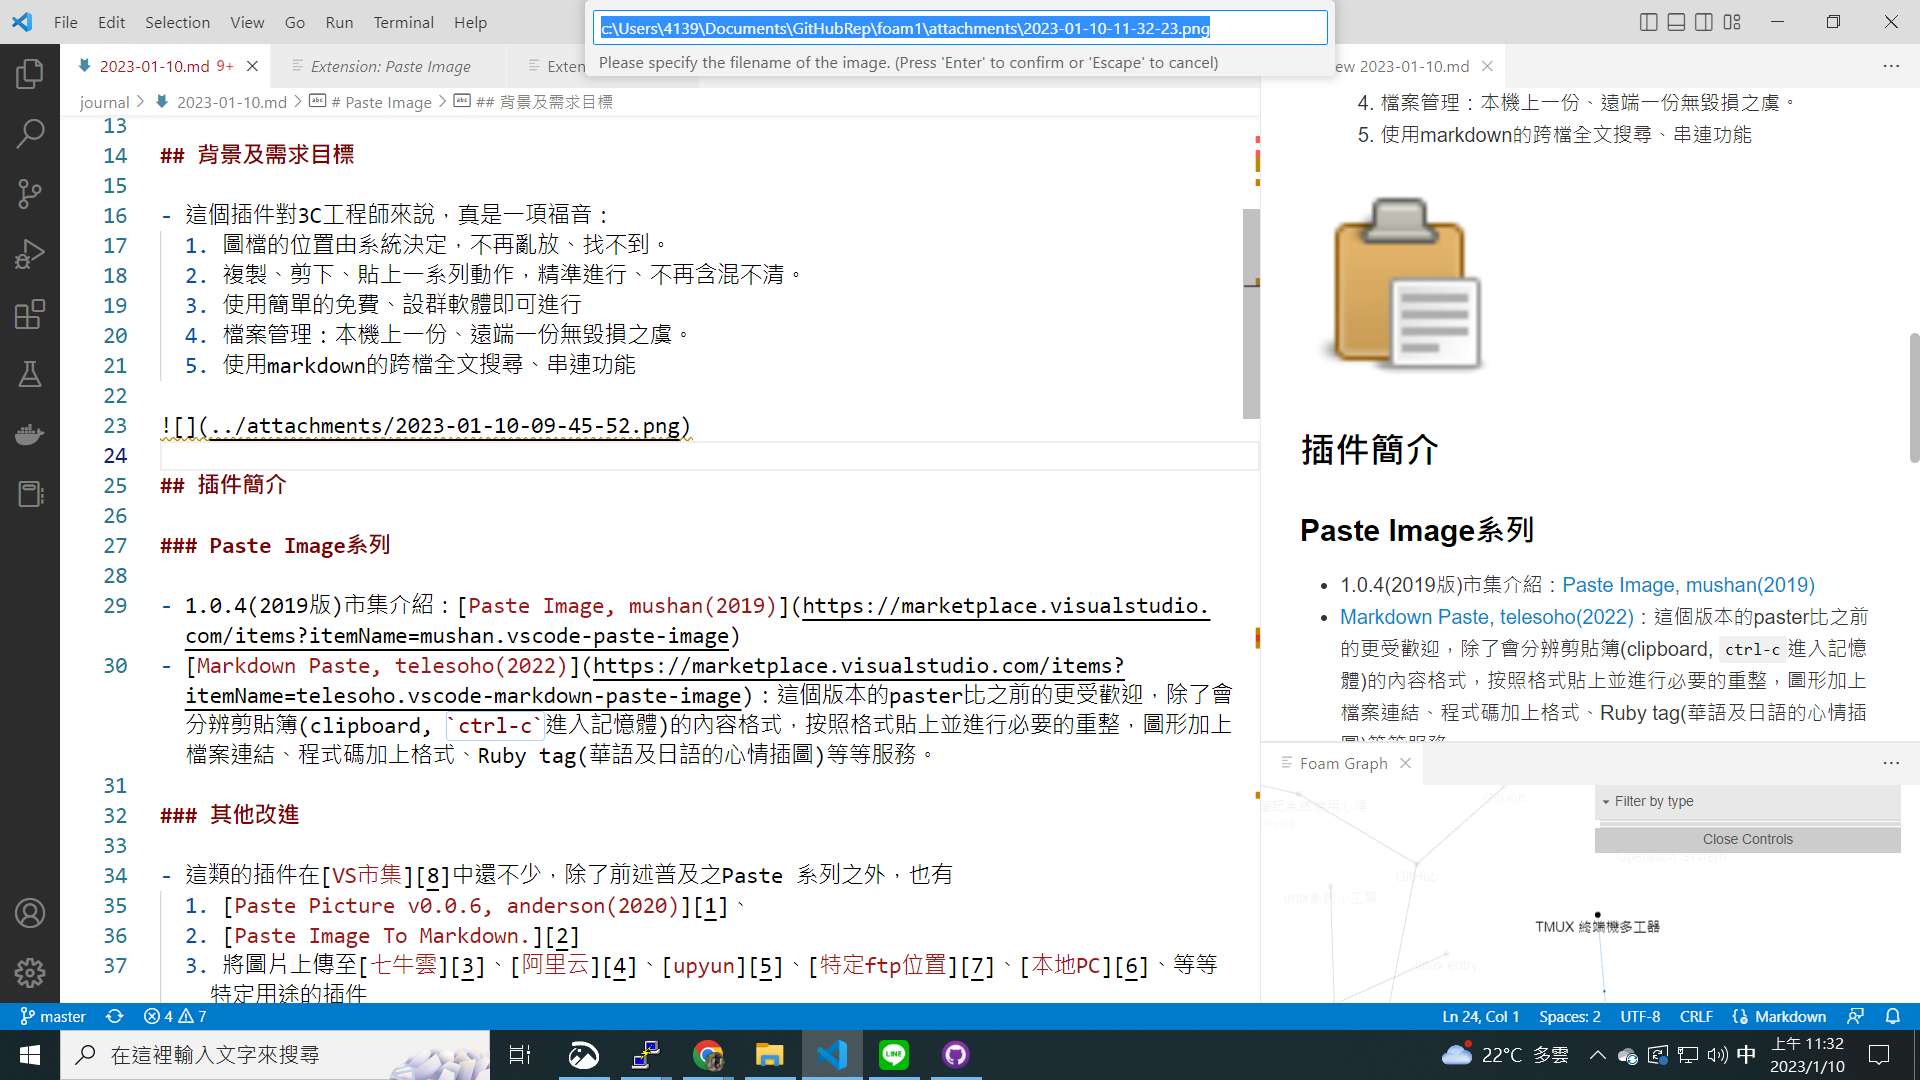 File Edit Selection View Go Run Terminal Help
c:\Users\4139\Documents\GitHubRep\foam1\attachments\2023-01-10-11-32-23.png
Please specify the filename of the image. (Press 'Enter' to confirm or 'Escape' to cancel)
2023-01-10.md 9+
Extension: Paste Image
Exten
ew 2023-01-10.md
journal > 2023-01-10.md > # Paste Image > ## 背景及需求目標
13
14 ## 背景及需求目標
15
16 - 這個插件對3C工程師來說，真是一項福音：
17 1. 圖檔的位置由系統決定，不再亂放、找不到。
18 2. 複製、剪下、貼上一系列動作，精準進行、不再含混不清。
19 3. 使用簡單的免費、設群軟體即可進行
20 4. 檔案管理：本機上一份、遠端一份無毀損之虞。
21 5. 使用markdown的跨檔全文搜尋、串連功能
22
23 ![](../attachments/2023-01-10-09-45-52.png)
24
25 ## 插件簡介
26
27 ### Paste Image系列
28
29 - 1.0.4(2019版)市集介紹：[Paste Image, mushan(2019)](https://marketplace.visualstudio.
com/items?itemName=mushan.vscode-paste-image)
30 - [Markdown Paste, telesoho(2022)](https://marketplace.visualstudio.com/items?
itemName=telesoho.vscode-markdown-paste-image)：這個版本的paster比之前的更受歡迎，除了會
分辨剪貼簿(clipboard, `ctrl-c`進入記憶體)的內容格式，按照格式貼上並進行必要的重整，圖形加上
檔案連結、程式碼加上格式、Ruby tag(華語及日語的心情插圖)等等服務。
31
32 ### 其他改進
33
34 - 這類的插件在[VS市集][8]中還不少，除了前述普及之Paste 系列之外，也有
35 1. [Paste Picture v0.0.6, anderson(2020)][1]、
36 2. [Paste Image To Markdown.][2]
37 3. 將圖片上傳至[七牛雲][3]、[阿里云][4]、[upyun][5]、[特定ftp位置][7]、[本地PC][6]、等等
特定用途的插件
4. 檔案管理：本機上一份、遠端一份無毀損之虞。
5. 使用markdown的跨檔全文搜尋、串連功能
插件簡介
Paste Image系列
• 1.0.4(2019版)市集介紹：Paste Image, mushan(2019)
• Markdown Paste, telesoho(2022)：這個版本的paster比之前
的更受歡迎，除了會分辨剪貼簿(clipboard, ctrl-c 進入記憶
體)的內容格式，按照格式貼上並進行必要的重整，圖形加上
檔案連結、程式碼加上格式、Ruby tag(華語及日語的心情插
圖)等等服務。
Foam Graph
Filter by type
Close Controls
GitHub
Operation System
GitHub
unix系統小工具
TMUX 終端機多工器
linux entry
master 4 7
Ln 24, Col 1 Spaces: 2 UTF-8 CRLF Markdown
在這裡輸入文字來搜尋
LINE
22°C 多雲
中
上午 11:32
2023/1/10